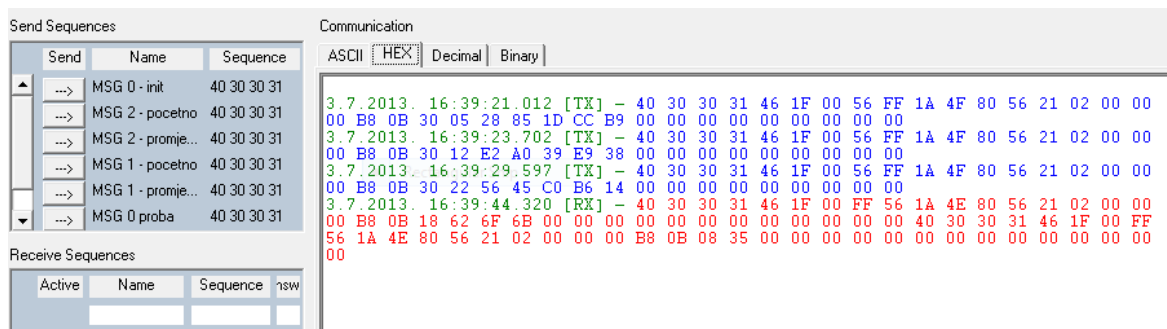 Send Sequences
Send Name Sequence
---> MSG 0 - init 40 30 30 31
---> MSG 2 - pocetno 40 30 30 31
---> MSG 2 - promje... 40 30 30 31
---> MSG 1 - pocetno 40 30 30 31
---> MSG 1 - promje... 40 30 30 31
---> MSG 0 proba 40 30 30 31
Receive Sequences
Active Name Sequence nsw
Communication
ASCII HEX Decimal Binary
3.7.2013. 16:39:21.012 [TX] - 40 30 30 31 46 1F 00 56 FF 1A 4F 80 56 21 02 00 00
00 B8 0B 30 05 28 85 1D CC B9 00 00 00 00 00 00 00 00 00
3.7.2013. 16:39:23.702 [TX] - 40 30 30 31 46 1F 00 56 FF 1A 4F 80 56 21 02 00 00
00 B8 0B 30 12 E2 A0 39 E9 38 00 00 00 00 00 00 00 00 00
3.7.2013. 16:39:29.597 [TX] - 40 30 30 31 46 1F 00 56 FF 1A 4F 80 56 21 02 00 00
00 B8 0B 30 22 56 45 C0 B6 14 00 00 00 00 00 00 00 00 00
3.7.2013. 16:39:44.320 [RX] - 40 30 30 31 46 1F 00 FF 56 1A 4E 80 56 21 02 00 00
00 B8 0B 18 62 6F 6B 00 00 00 00 00 00 00 00 00 00 00 00 40 30 30 31 46 1F 00 FF
56 1A 4E 80 56 21 02 00 00 00 B8 0B 08 35 00 00 00 00 00 00 00 00 00 00 00 00 00
00